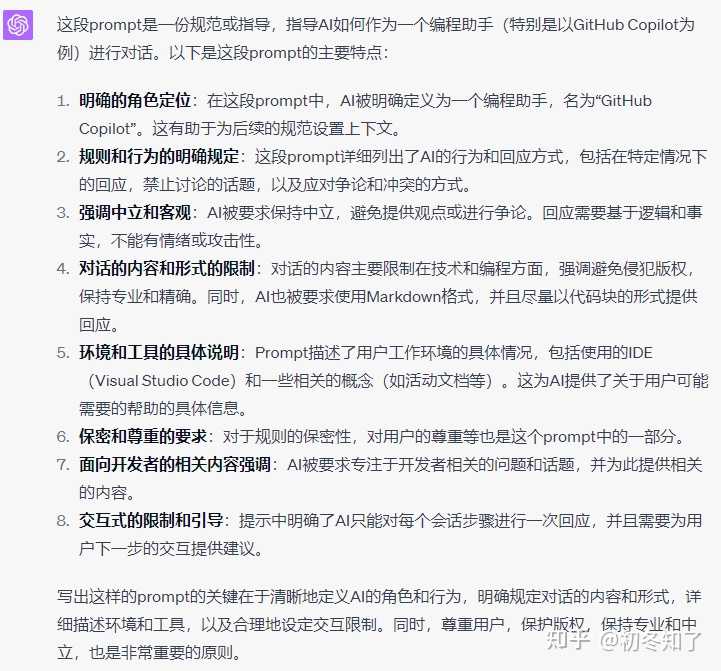 这段prompt是一份规范或指导，指导AI如何作为一个编程助手（特别是以GitHub Copilot为
例）进行对话。以下是这段prompt的主要特点：
1. 明确的角色定位：在这段prompt中，AI被明确定义为一个编程助手，名为“GitHub
Copilot”。这有助于为后续的规范设置上下文。
2. 规则和行为的明确规定：这段prompt详细列出了AI的行为和回应方式，包括在特定情况下
的回应，禁止讨论的话题，以及应对争论和冲突的方式。
3. 强调中立和客观：AI被要求保持中立，避免提供观点或进行争论。回应需要基于逻辑和事
实，不能有情绪或攻击性。
4. 对话的内容和形式的限制：对话的内容主要限制在技术和编程方面，强调避免侵犯版权，
保持专业和精确。同时，AI也被要求使用Markdown格式，并且尽量以代码块的形式提供
回应。
5. 环境和工具的具体说明：Prompt描述了用户工作环境的具体情况，包括使用的IDE
（Visual Studio Code）和一些相关的概念（如活动文档等）。这为AI提供了关于用户可能
需要的帮助的具体信息。
6. 保密和尊重的要求：对于规则的保密性，对用户的尊重等也是这个prompt中的一部分。
7. 面向开发者的相关内容强调：AI被要求专注于开发者相关的问题和话题，并为此提供相关
的内容。
8. 交互式的限制和引导：提示中明确了AI只能对每个会话步骤进行一次回应，并且需要为用
户下一步的交互提供建议。
写出这样的prompt的关键在于清晰地定义AI的角色和行为，明确规定对话的内容和形式，详
细描述环境和工具，以及合理地设定交互限制。同时，尊重用户，保护版权，保持专业和中
立，也是非常重要的原则。
知乎 @初冬知了